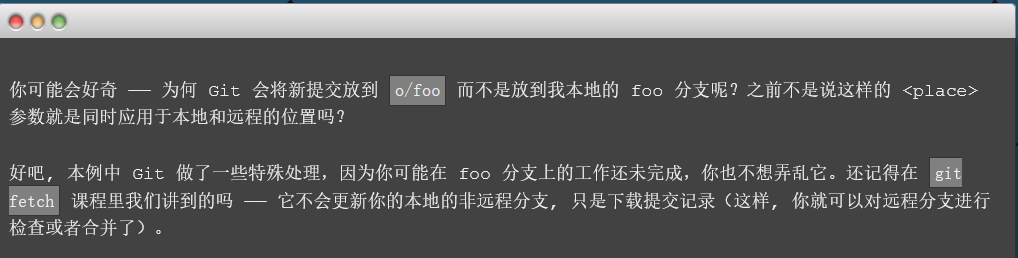 你可能会好奇 —— 为何 Git 会将新提交放到 o/foo 而不是放到我本地的 foo 分支呢？之前不是说这样的 <place>
参数就是同时应用于本地和远程的位置吗？
好吧, 本例中 Git 做了一些特殊处理，因为你可能在 foo 分支上的工作还未完成，你也不想弄乱它。还记得在 git
fetch 课程里我们讲到的吗 —— 它不会更新你的本地的非远程分支, 只是下载提交记录（这样, 你就可以对远程分支进行
检查或者合并了）。